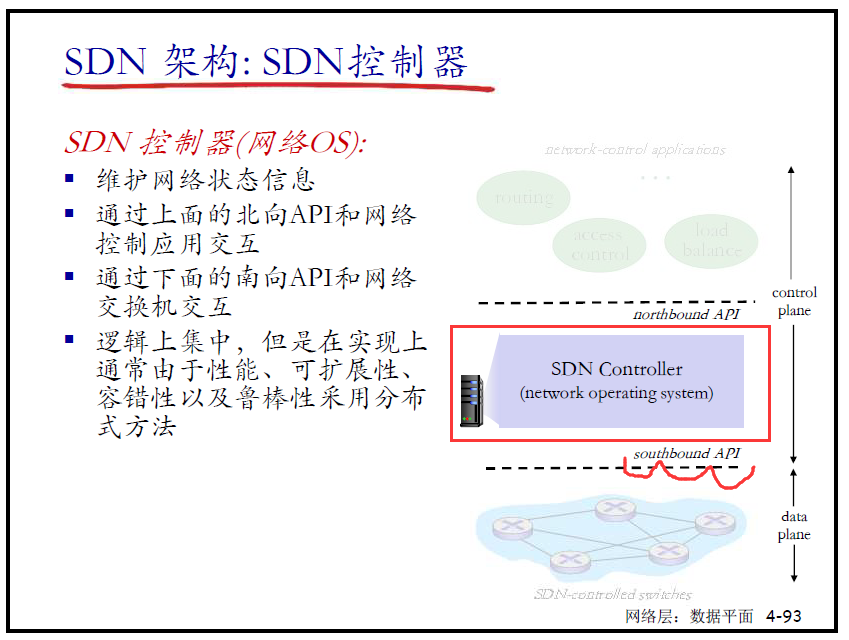 SDN 架构: SDN控制器
SDN 控制器(网络OS):
维护网络状态信息
通过上面的北向API和网络
控制应用交互
通过下面的南向API和网络
交换机交互
逻辑上集中，但是在实现上
通常由于性能、可扩展性、
容错性以及鲁棒性采用分布
式方法
network-control applications
...
routing
access
control
load
balance
northbound API
control
plane
SDN Controller
(network operating system)
southbound API
data
plane
SDN-controlled switches
网络层：数据平面 4-93